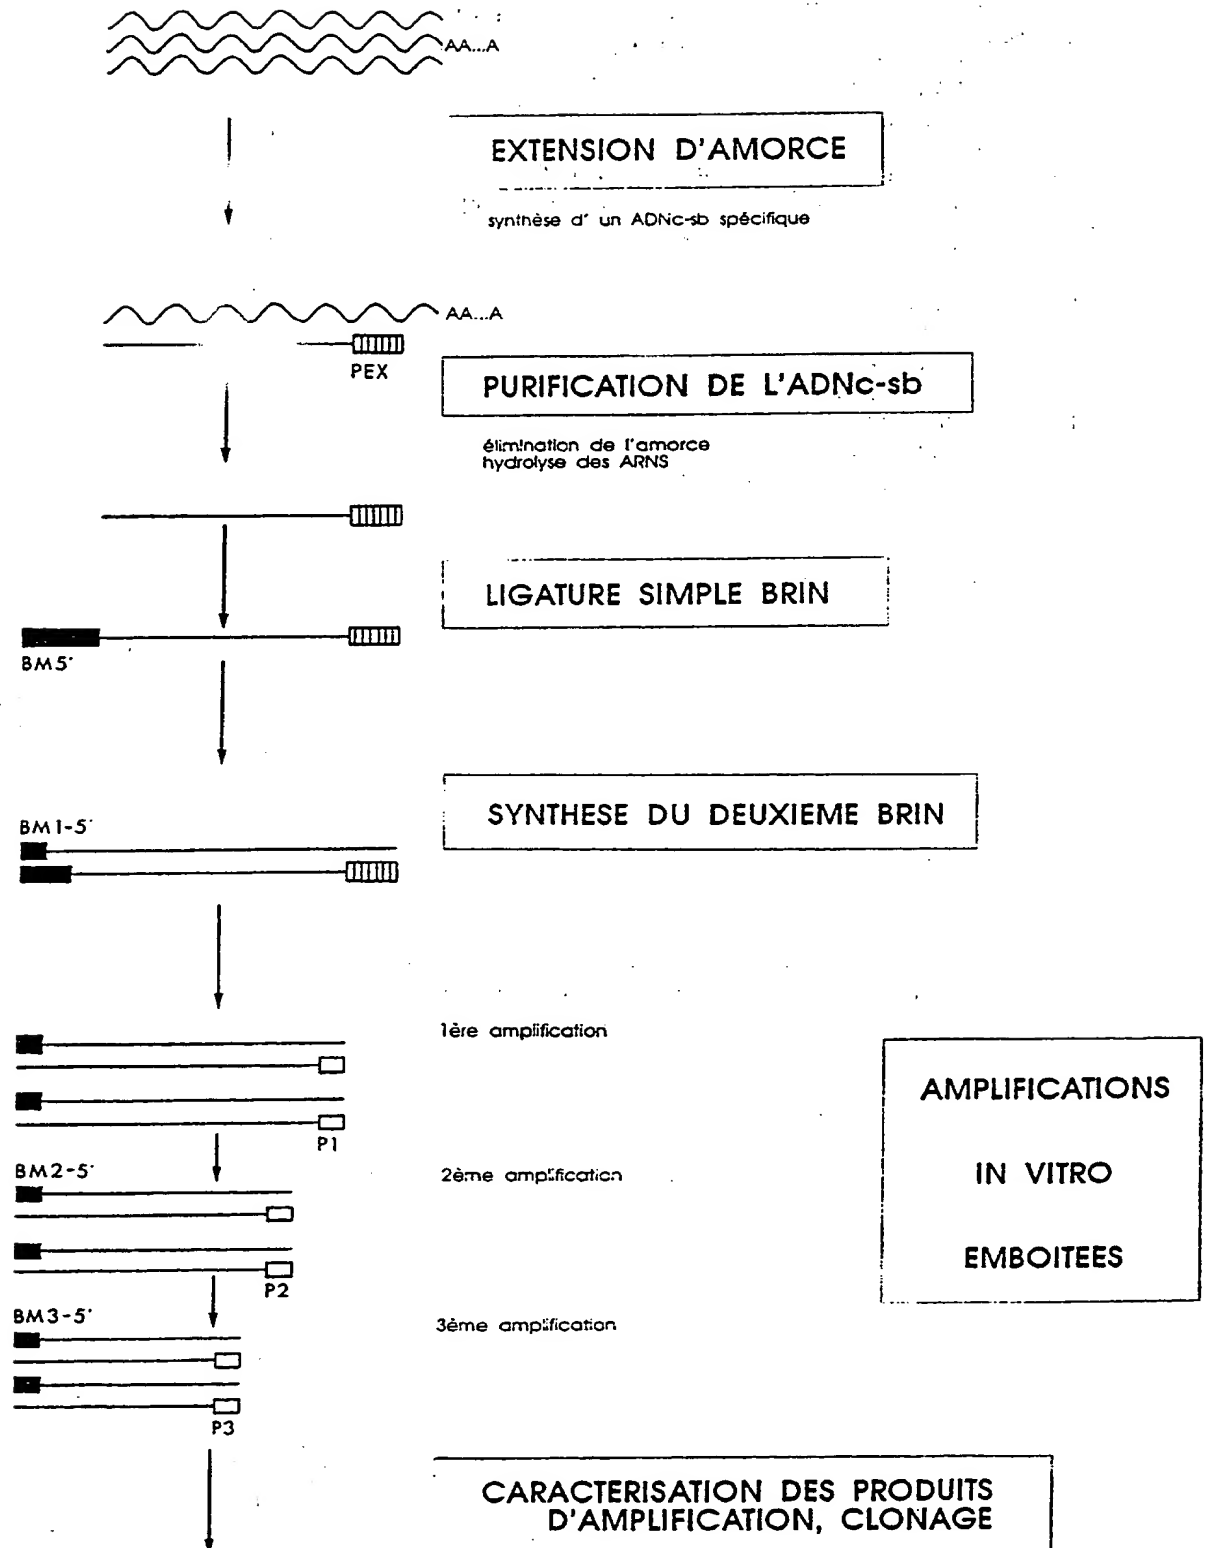 AA...A
EXTENSION D'AMORCE
synthèse d' un ADNc-sb spécifique
AA...A
PEX
PURIFICATION DE L'ADNc-sb
élimination de l'amorce
hydrolyse des ARNS
LIGATURE SIMPLE BRIN
BM5'
SYNTHESE DU DEUXIEME BRIN
BM1-5'
1ère amplification
AMPLIFICATIONS
IN VITRO
EMBOITEES
P1
BM2-5'
2ème amplification
P2
BM3-5'
3ème amplification
P3
CARACTERISATION DES PRODUITS
D'AMPLIFICATION, CLONAGE